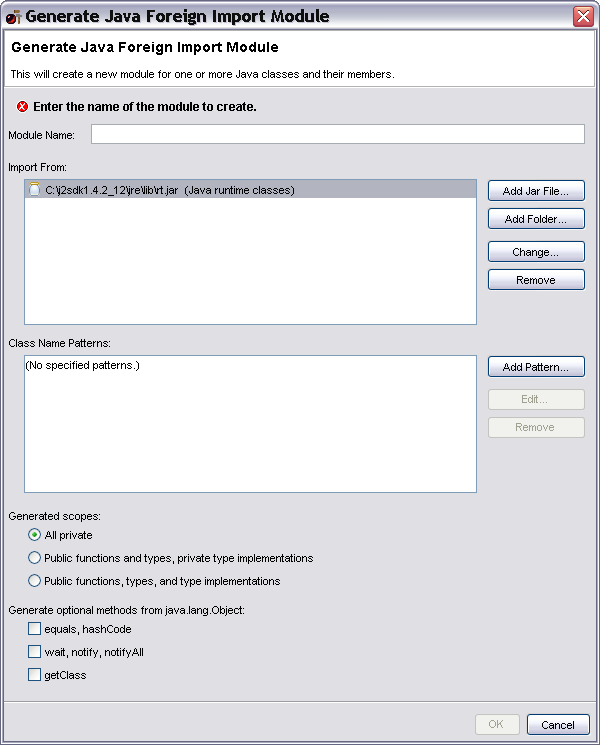 Generate Java Foreign Import Module
Generate Java Foreign Import Module
This will create a new module for one or more Java classes and their members.
Enter the name of the module to create.
Module Name:
Import From:
C:\j2sdk1.4.2_12\jre\lib\rt.jar (Java runtime classes)
Add Jar File...
Add Folder...
Change...
Remove
Class Name Patterns:
(No specified patterns.)
Add Pattern...
Edit...
Remove
Generated scopes:
All private
Public functions and types, private type implementations
Public functions, types, and type implementations
Generate optional methods from java.lang.Object:
equals, hashCode
wait, notify, notifyAll
getClass
OK
Cancel